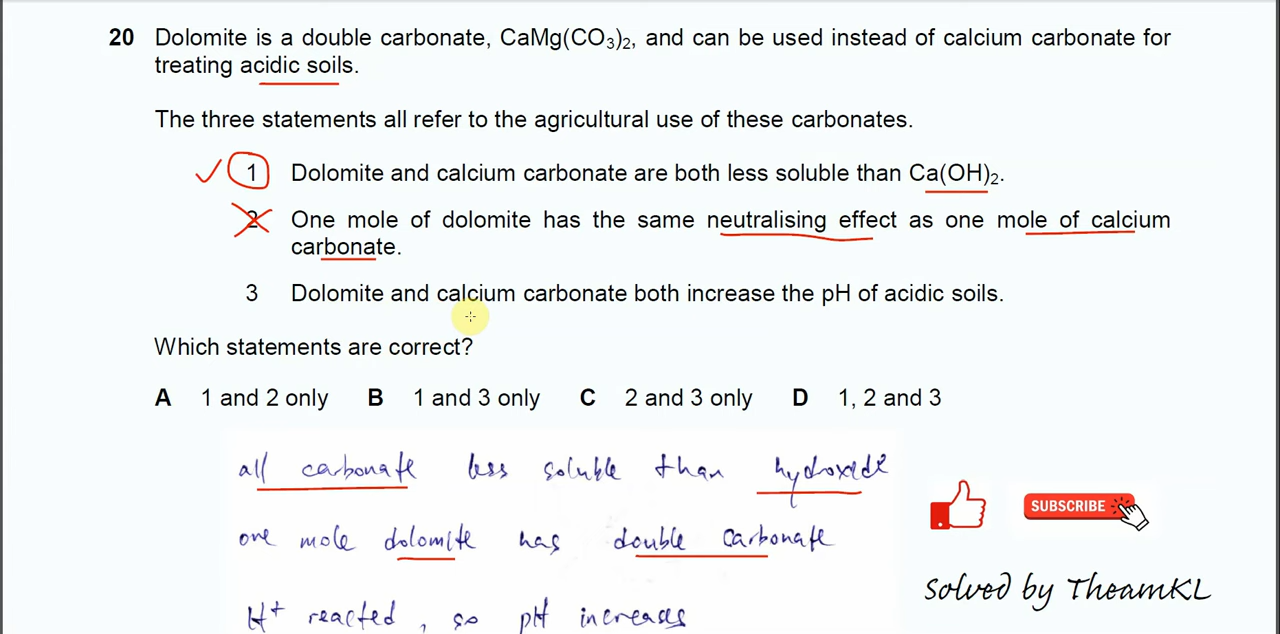 20 Dolomite is a double carbonate, CaMg(CO₃)₂, and can be used instead of calcium carbonate for
treating acidic soils.
The three statements all refer to the agricultural use of these carbonates.
1 Dolomite and calcium carbonate are both less soluble than Ca(OH)₂.
2 One mole of dolomite has the same neutralising effect as one mole of calcium
carbonate.
3 Dolomite and calcium carbonate both increase the pH of acidic soils.
Which statements are correct?
A 1 and 2 only B 1 and 3 only C 2 and 3 only D 1, 2 and 3
all carbonate less soluble than hydroxide
SUBSCRIBE
one mole dolomite has double carbonate
Solved by TheamKL
H⁺ reacted, so pH increases